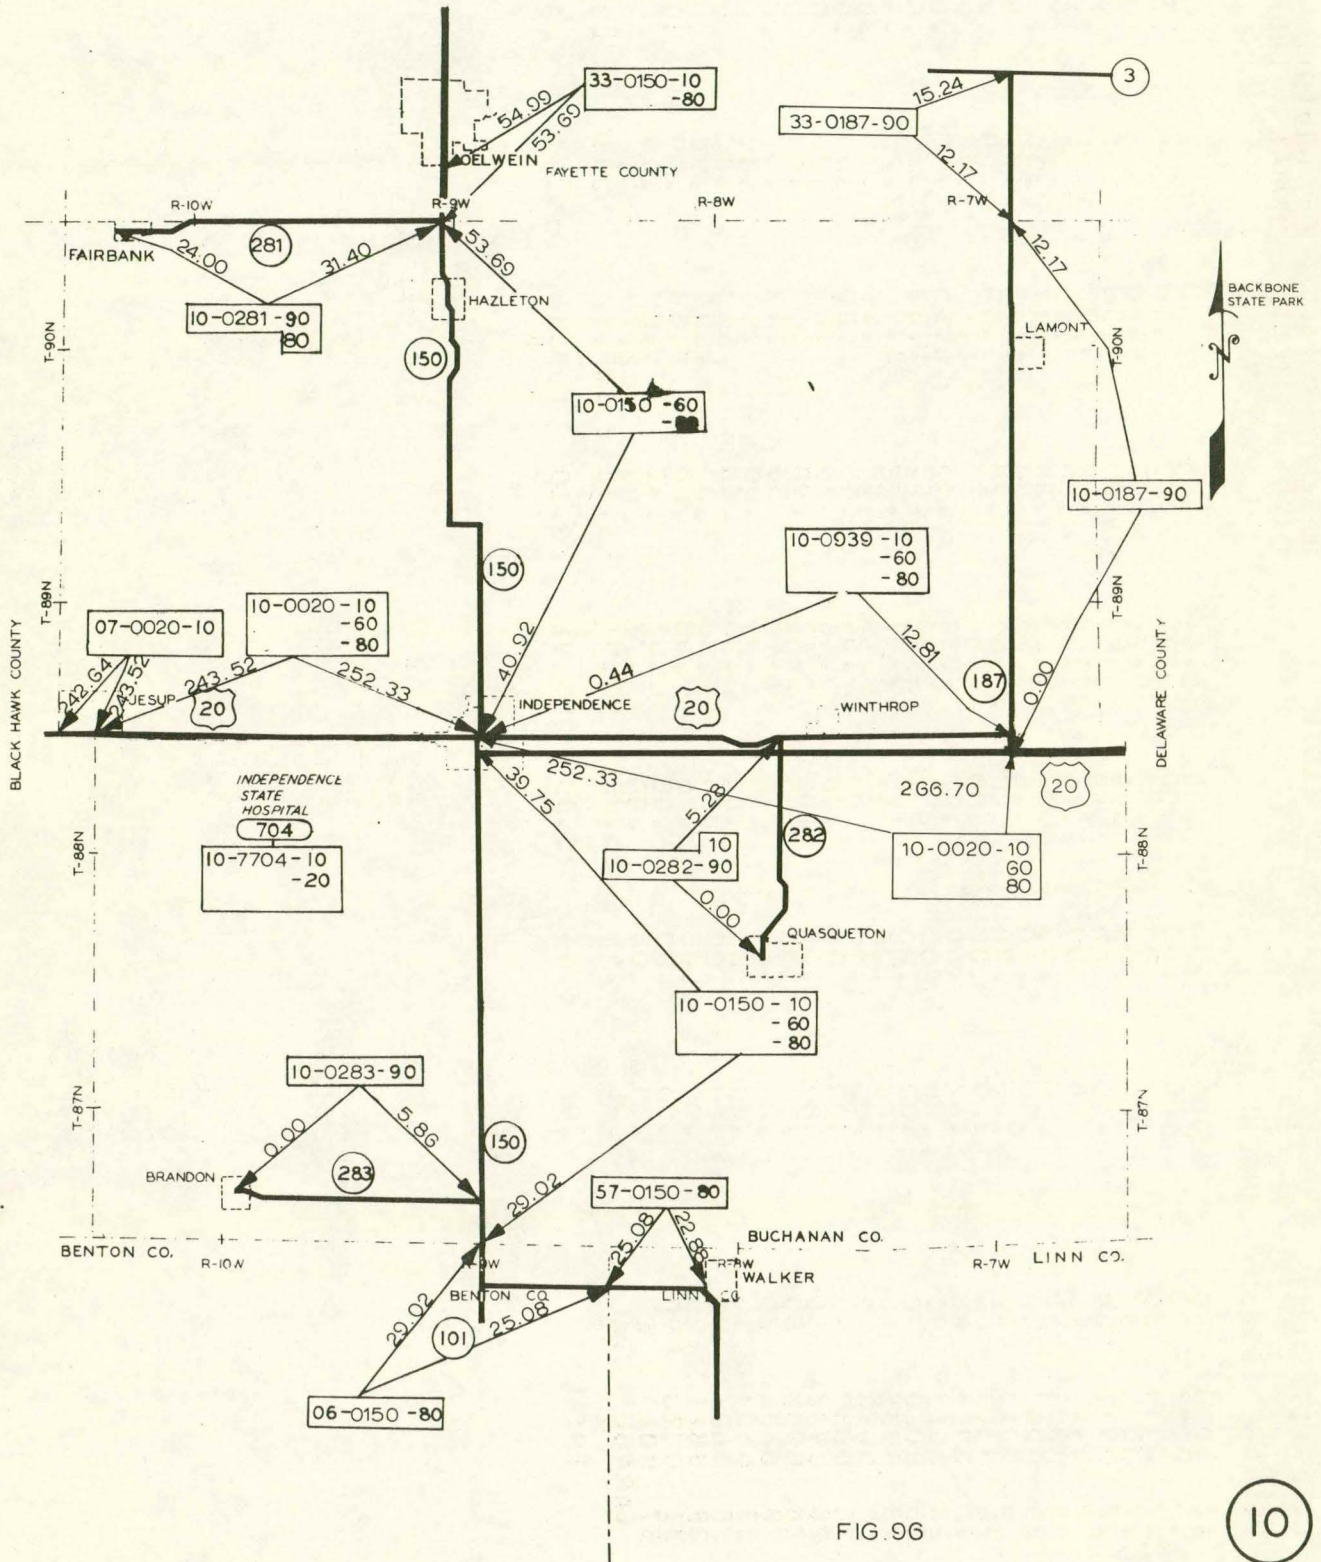 33-0150-10
-80
54.99
53.69
OELWEIN
FAYETTE COUNTY
3
15.24
33-0187-90
12.17
R-10W
R-9W
R-8W
R-7W
FAIRBANK
281
24.00
31.40
10-0281-90
80
53.69
HAZLETON
150
12.17
LAMONT
T-90N
T-90N
BACKBONE
STATE PARK
N
10-0150-60
10-0187-90
10-0939-10
-60
-80
150
T-89N
T-89N
07-0020-10
10-0020-10
-60
-80
40.92
0.44
12.81
187
0.00
BLACK HAWK COUNTY
DELAWARE COUNTY
242.64
243.52
JESUP
243.52
20
252.33
INDEPENDENCE
20
WINTHROP
INDEPENDENCE
STATE
HOSPITAL
704
10-7704-10
-20
39.75
252.33
5.28
266.70
20
T-88N
T-88N
10
10-0282-90
282
10-0020-10
60
80
0.00
QUASQUETON
10-0150-10
-60
-80
10-0283-90
T-87N
T-87N
0.00
5.86
150
BRANDON
283
29.02
57-0150-80
25.08
22.88
BENTON CO.
BUCHANAN CO.
LINN CO.
R-10W
R-9W
R-8W
R-7W
WALKER
BENTON CO
LINN CO
29.02
25.08
101
06-0150-80
FIG.96
10